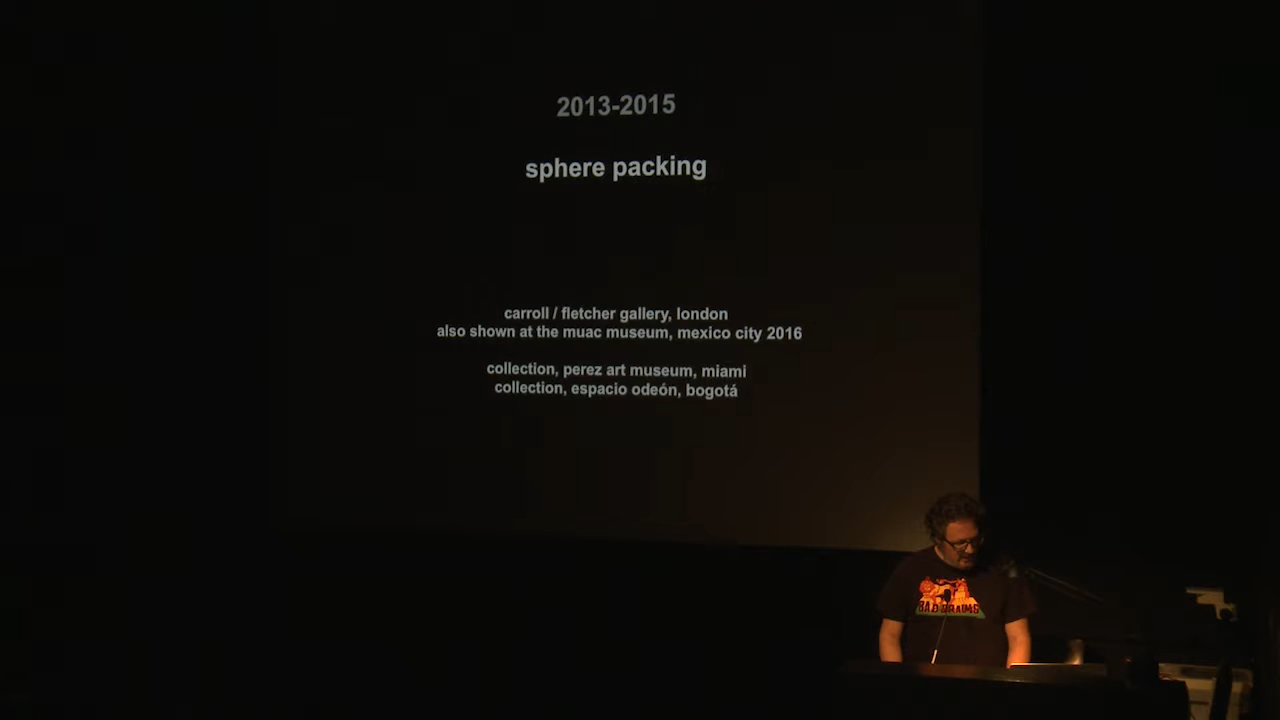 2013-2015
sphere packing
carroll / fletcher gallery, london
also shown at the muac museum, mexico city 2016
collection, perez art museum, miami
collection, espacio odeón, bogotá
BAD BRAINS